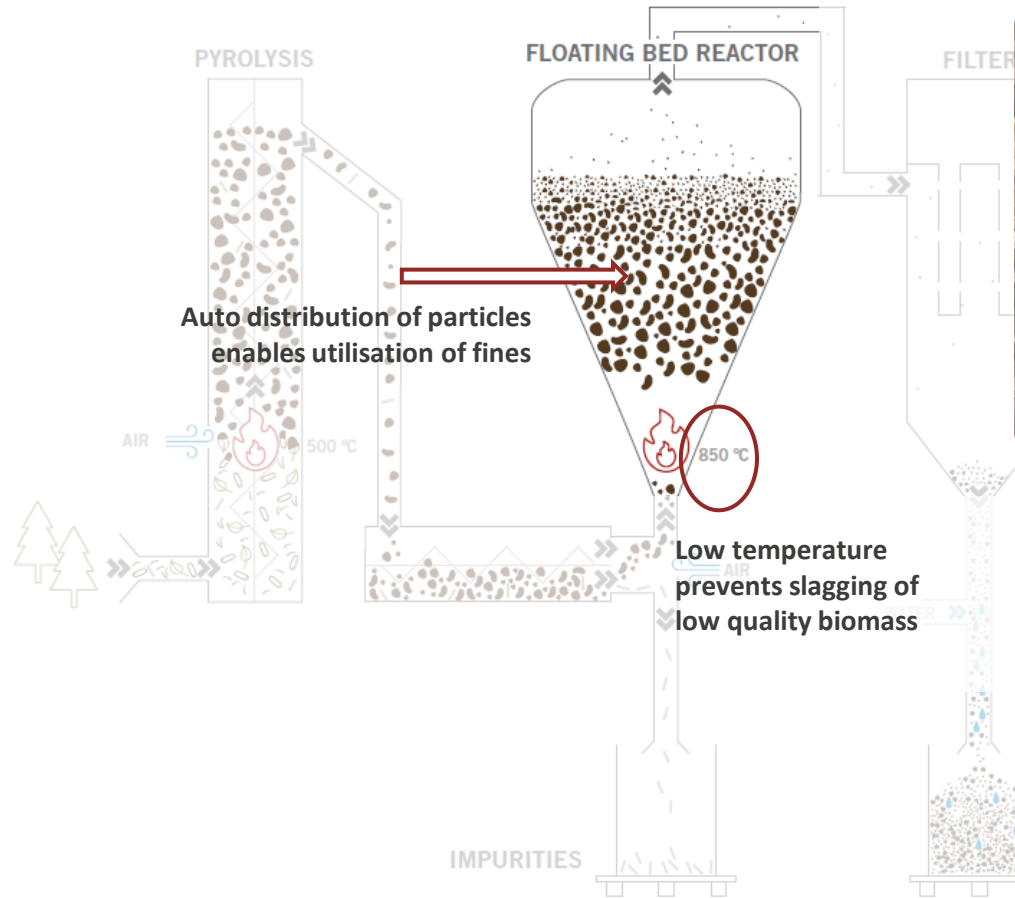 PYROLYSIS
FLOATING BED REACTOR
FILTER
Auto distribution of particles
enables utilisation of fines
AIR
500 °C
850 °C
Low temperature
prevents slagging of
low quality biomass
AIR
WATER
IMPURITIES